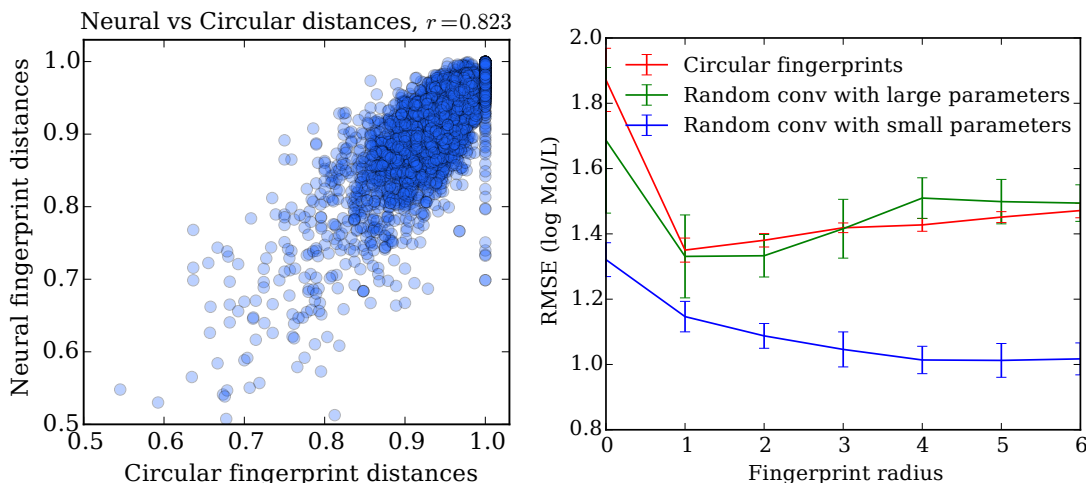 Neural vs Circular distances, r=0.823
Neural fingerprint distances
1.0
0.9
0.8
0.7
0.6
0.5
0.5 0.6 0.7 0.8 0.9 1.0
Circular fingerprint distances
RMSE (log Mol/L)
2.0
1.8
1.6
1.4
1.2
1.0
0.8
Circular fingerprints
Random conv with large parameters
Random conv with small parameters
0 1 2 3 4 5 6
Fingerprint radius